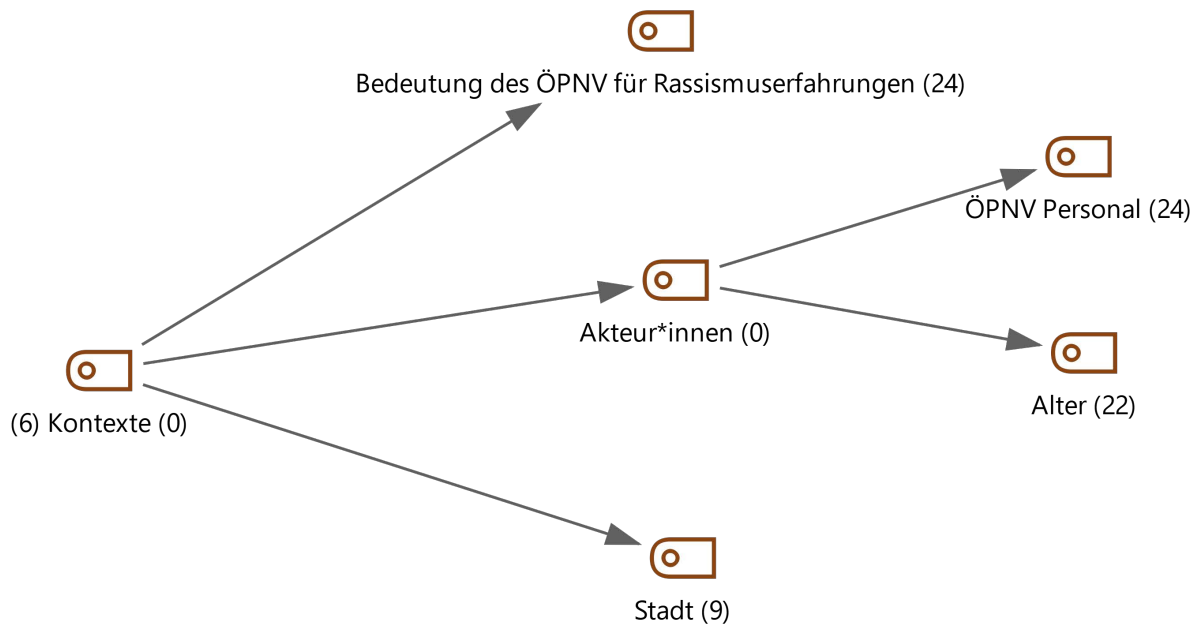 Bedeutung des ÖPNV für Rassismuserfahrungen (24)
ÖPNV Personal (24)
Akteur*innen (0)
Alter (22)
(6) Kontexte (0)
Stadt (9)